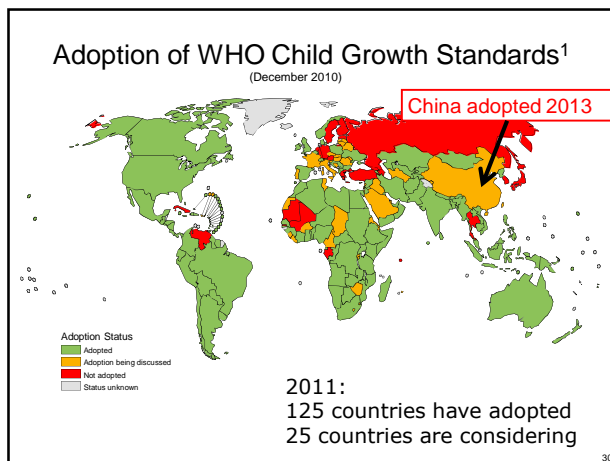 Adoption of WHO Child Growth Standards¹
(December 2010)
China adopted 2013
Adoption Status
Adopted
Adoption being discussed
Not adopted
Status unknown
2011:
125 countries have adopted
25 countries are considering
30